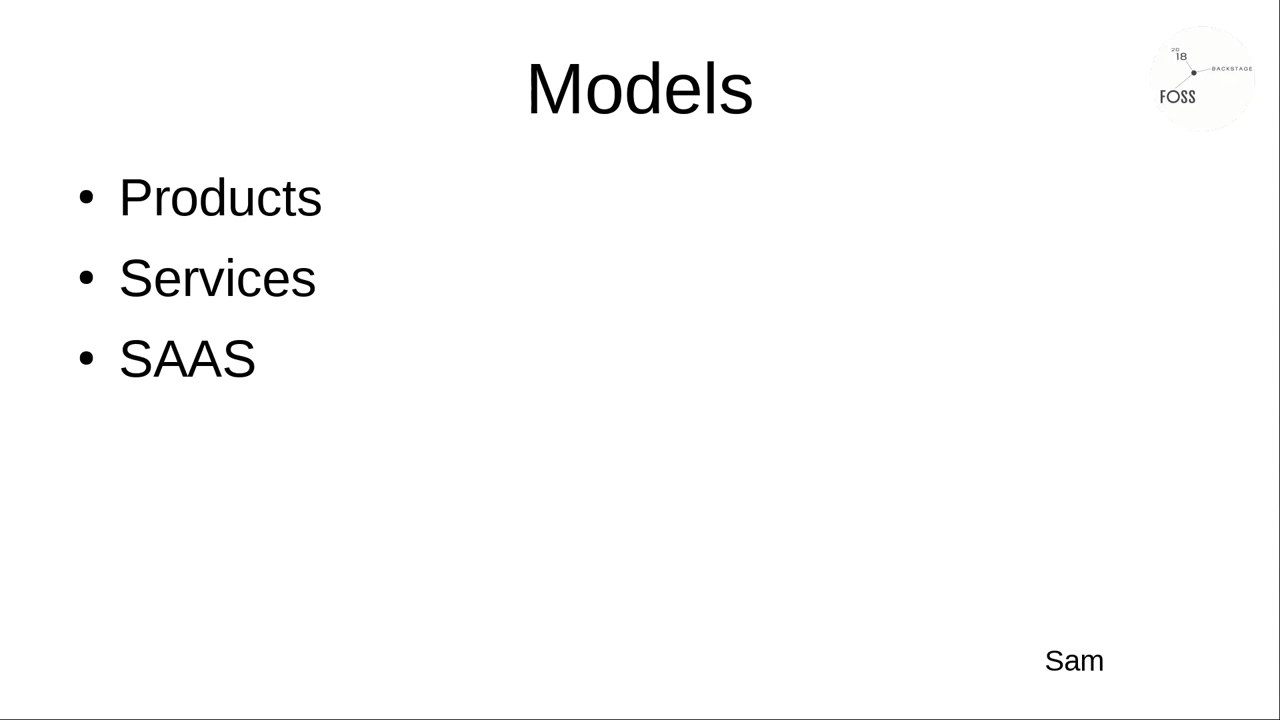 Models
20
18
BACKSTAGE
FOSS
• Products
• Services
• SAAS
Sam